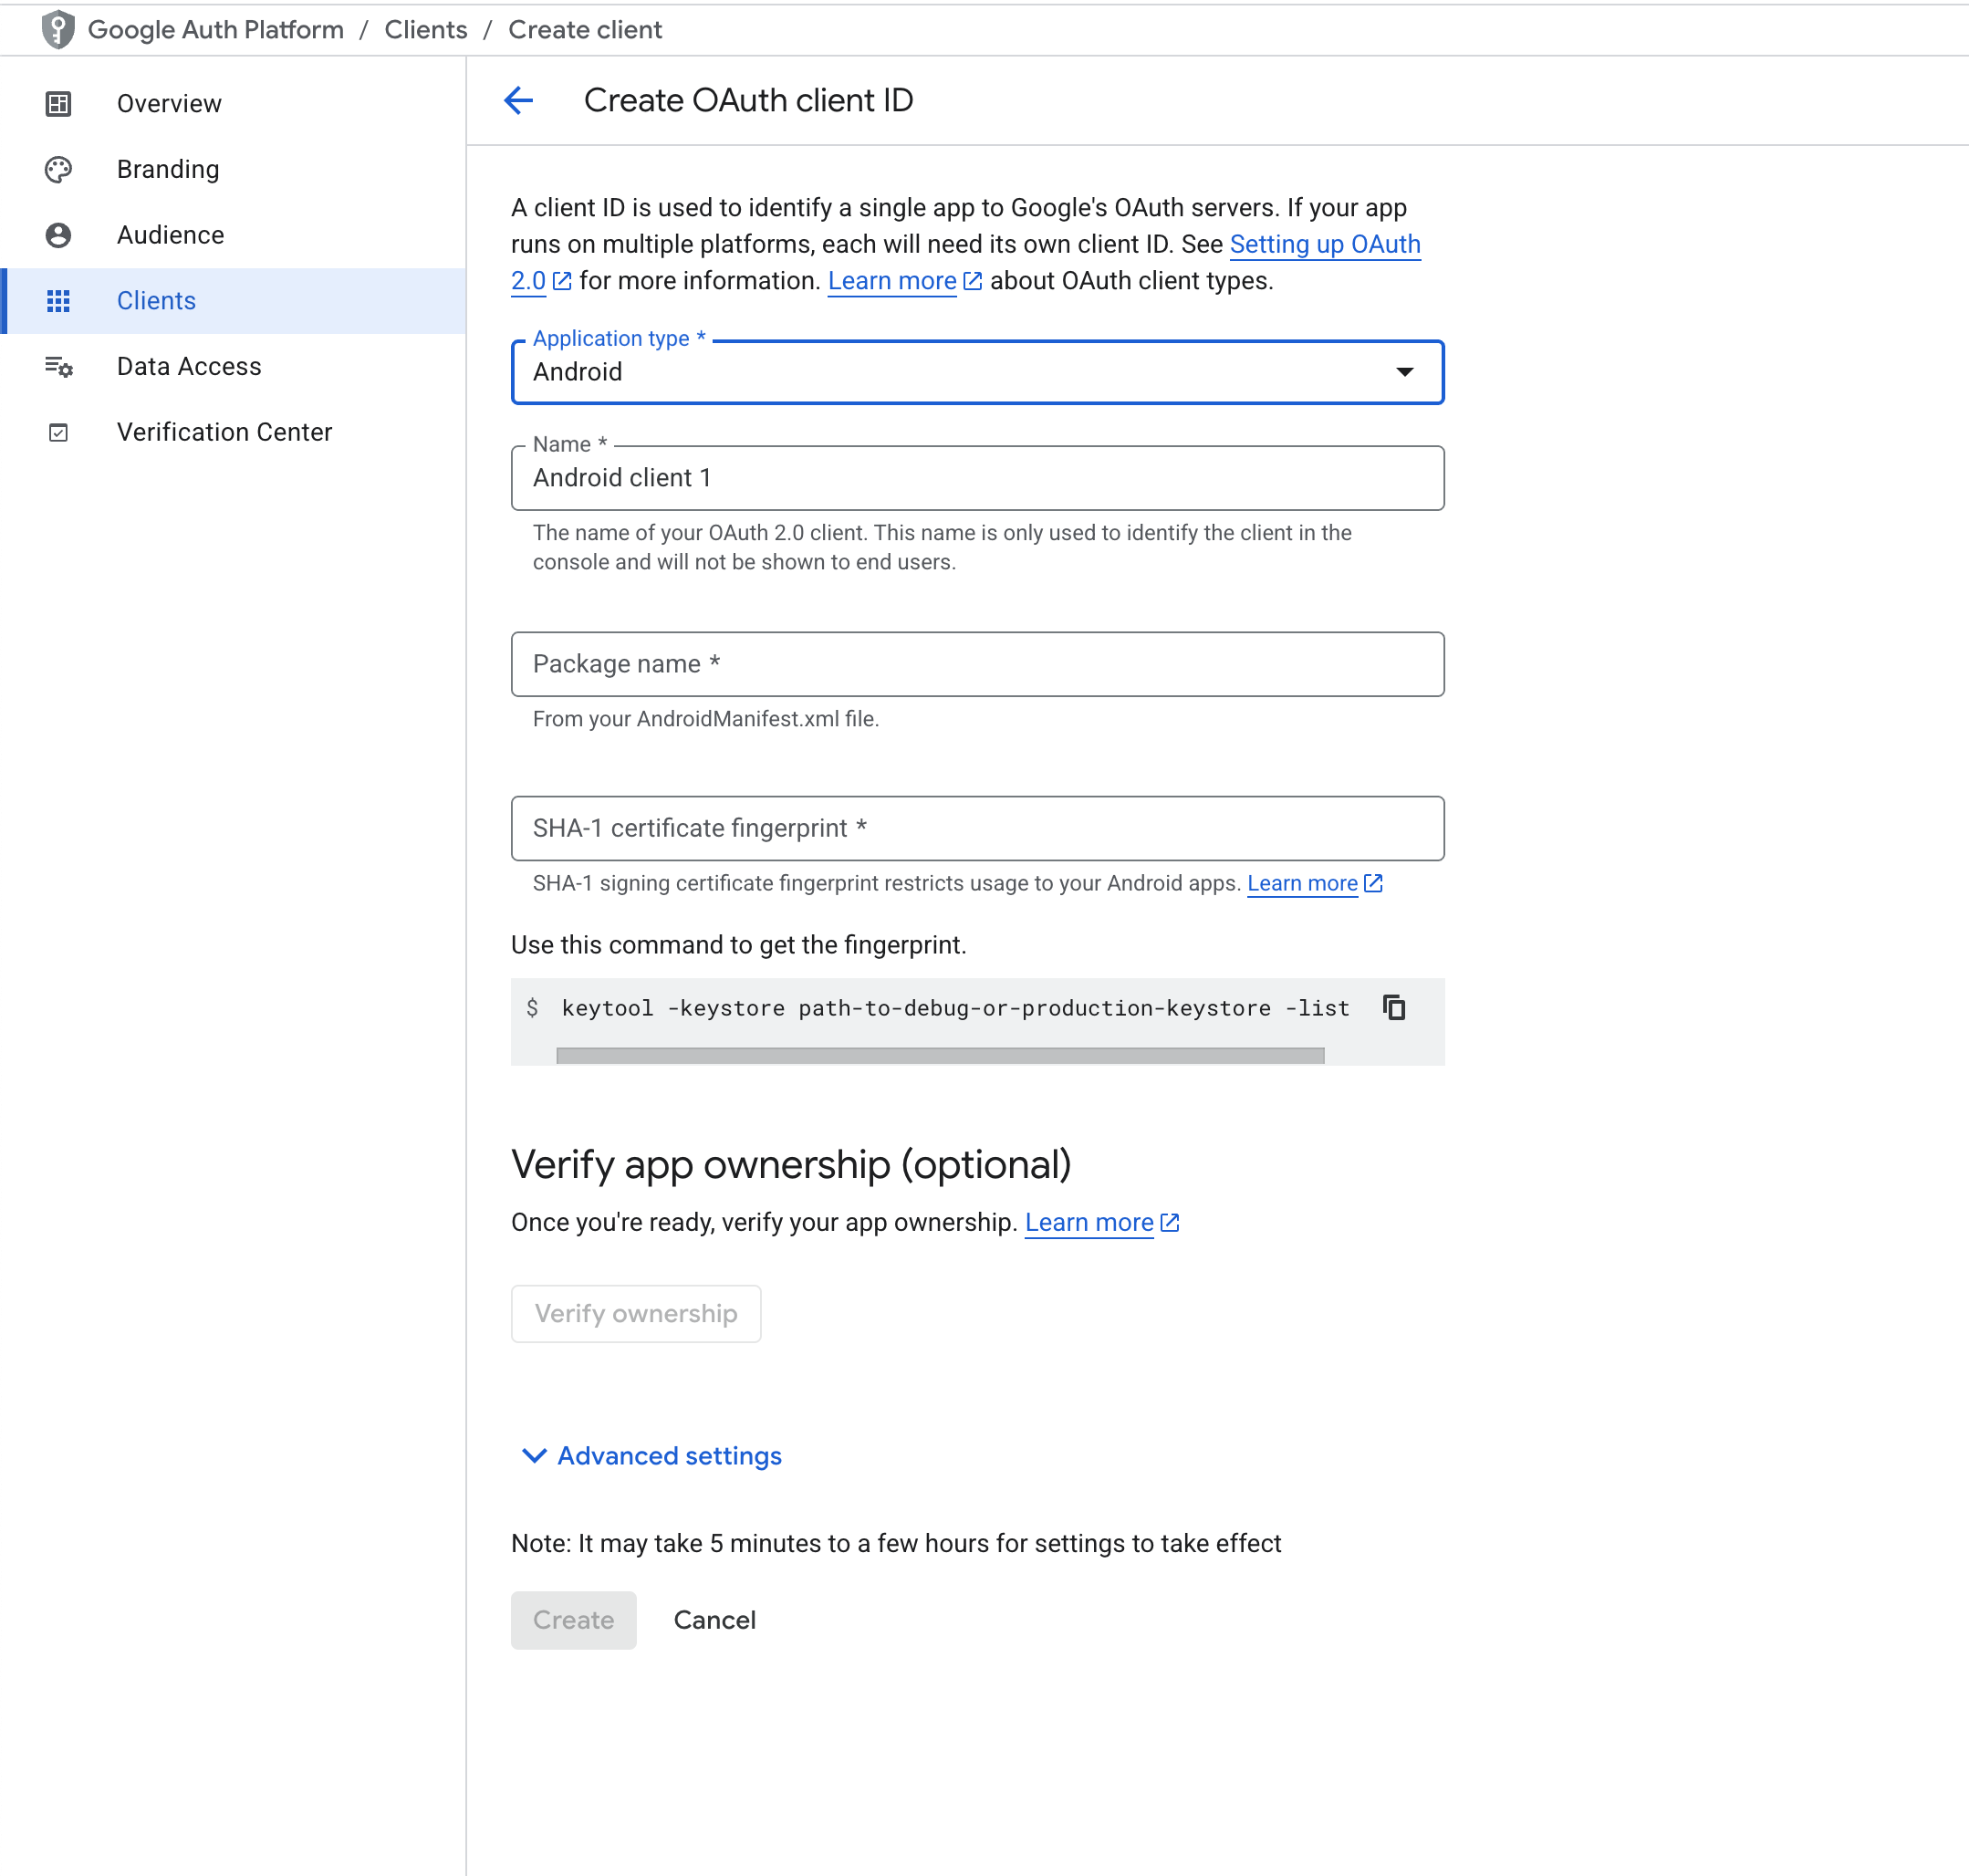 Google Auth Platform / Clients / Create client
Overview
Branding
Audience
Clients
Data Access
Verification Center
Create OAuth client ID
A client ID is used to identify a single app to Google's OAuth servers. If your app
runs on multiple platforms, each will need its own client ID. See Setting up OAuth
2.0 for more information. Learn more about OAuth client types.
Application type *
Android
Name *
Android client 1
The name of your OAuth 2.0 client. This name is only used to identify the client in the
console and will not be shown to end users.
Package name *
From your AndroidManifest.xml file.
SHA-1 certificate fingerprint *
SHA-1 signing certificate fingerprint restricts usage to your Android apps. Learn more
Use this command to get the fingerprint.
$ keytool -keystore path-to-debug-or-production-keystore -list
Verify app ownership (optional)
Once you're ready, verify your app ownership. Learn more
Verify ownership
Advanced settings
Note: It may take 5 minutes to a few hours for settings to take effect
Create Cancel